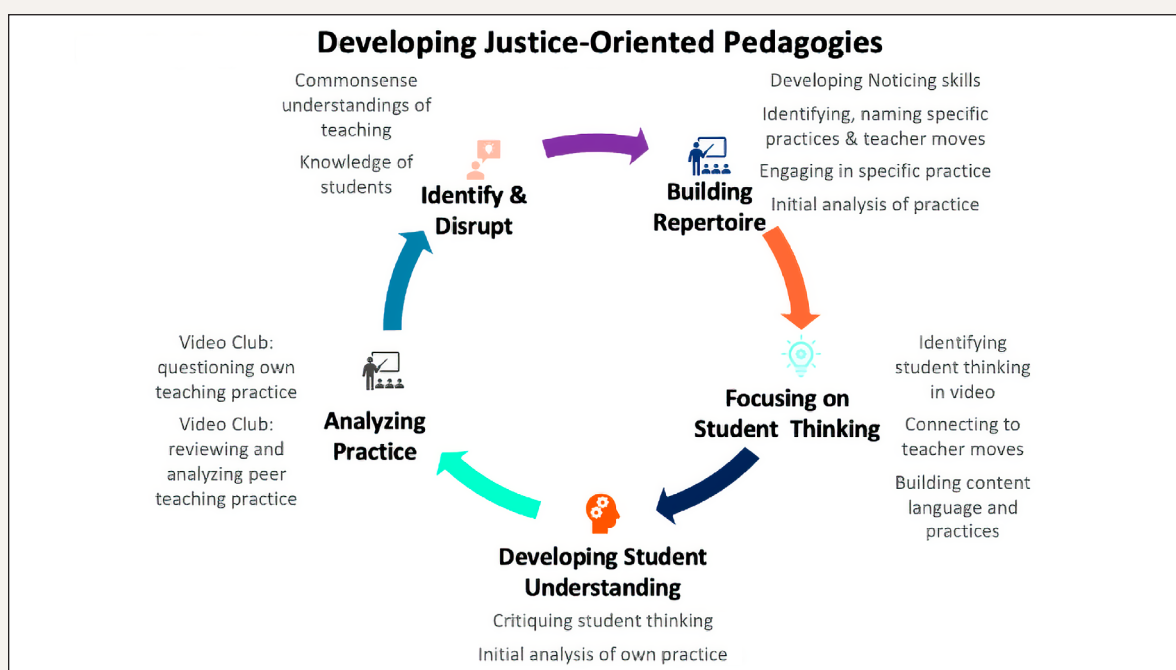 Developing Justice-Oriented Pedagogies
Commonsense
understandings of
teaching
Knowledge of
students
Identify &
Disrupt
Developing Noticing skills
Identifying, naming specific
practices & teacher moves
Engaging in specific practice
Initial analysis of practice
Building
Repertoire
Identifying
student thinking
in video
Connecting to
teacher moves
Building content
language and
practices
Focusing on
Student Thinking
Developing Student
Understanding
Critiquing student thinking
Initial analysis of own practice
Video Club:
questioning own
teaching practice
Video Club:
reviewing and
analyzing peer
teaching practice
Analyzing
Practice